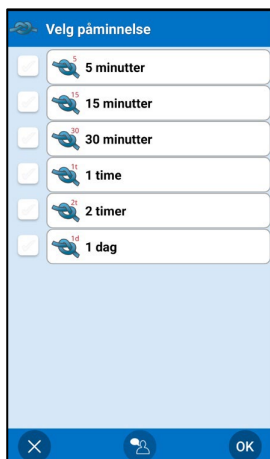 Velg påminnelse
5
5 minutter
15
15 minutter
30
30 minutter
1t
1 time
2t
2 timer
1d
1 dag
OK